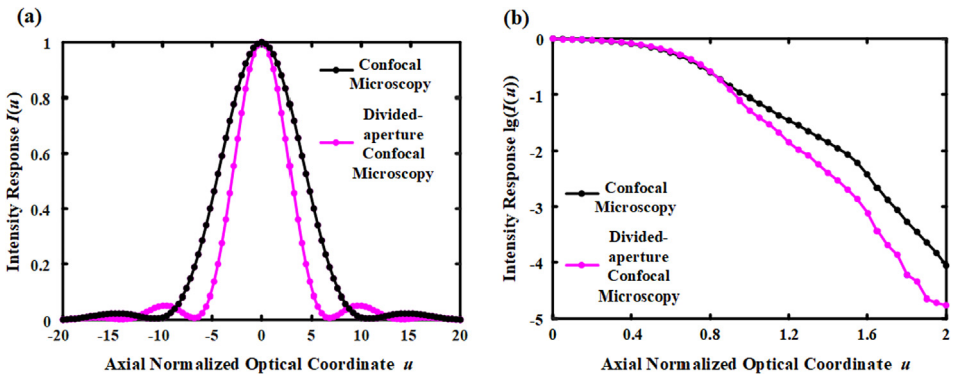 (a)
Intensity Response I(u)
1
0.8
0.6
0.4
0.2
0
-20
-15
-10
-5
0
5
10
15
20
Axial Normalized Optical Coordinate u
Confocal
Microscopy
Divided-
aperture
Confocal
Microscopy
(b)
Intensity Response lg(I(u))
0
-1
-2
-3
-4
-5
0
0.4
0.8
1.2
1.6
2
Axial Normalized Optical Coordinate u
Confocal
Microscopy
Divided-
aperture
Confocal
Microscopy